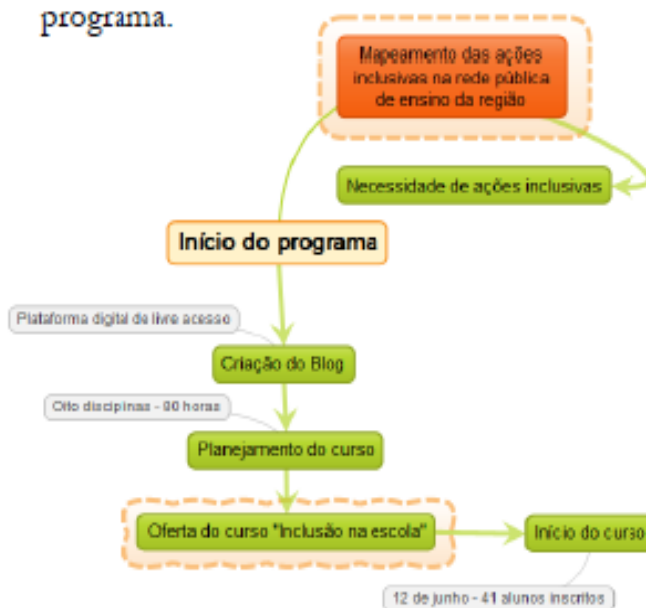 programa.
Mapeamento das ações
inclusivas na rede pública
de ensino da região
Necessidade de ações inclusivas
Início do programa
Plataforma digital de livre acesso
Criação do Blog
Oito disciplinas - 90 horas
Planejamento do curso
Oferta do curso "Inclusão na escola"
Início do curso
12 de junho - 41 alunos inscritos